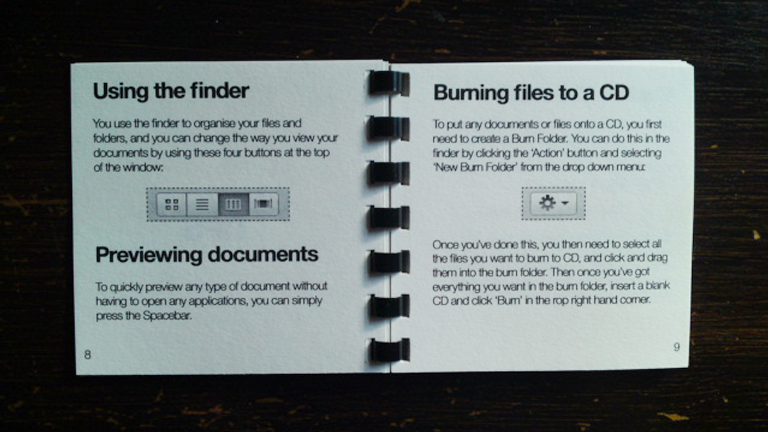 Using the finder
You use the finder to organise your files and
folders, and you can change the way you view your
documents by using these four buttons at the top
of the window:
Previewing documents
To quickly preview any type of document without
having to open any applications, you can simply
press the Spacebar.
8
Burning files to a CD
To put any documents or files onto a CD, you first
need to create a Burn Folder. You can do this in the
finder by clicking the ‘Action’ button and selecting
‘New Burn Folder’ from the drop down menu:
Once you’ve done this, you then need to select all
the files you want to burn to CD, and click and drag
them into the burn folder. Then once you’ve got
everything you want in the burn folder, insert a blank
CD and click ‘Burn’ in the rop right hand corner.
9